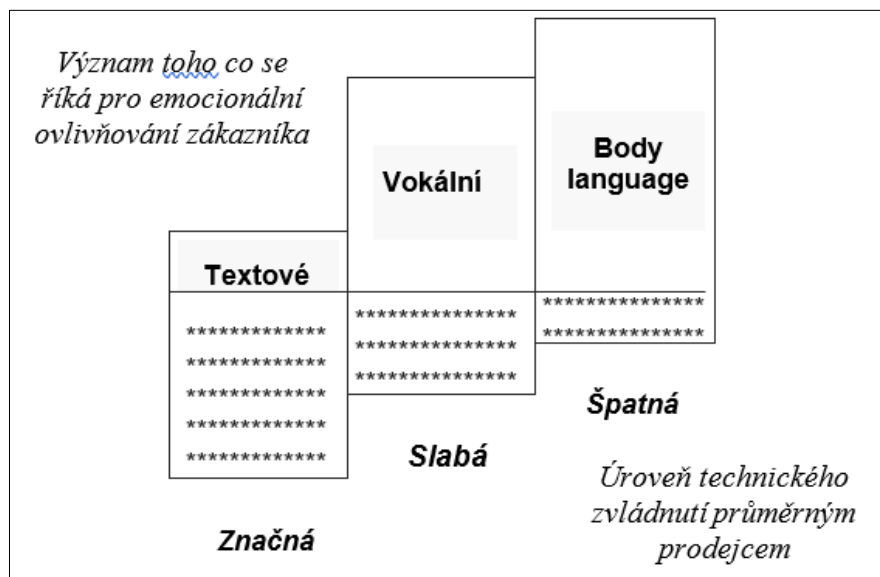 Význam toho co se
říká pro emocionální
ovlivňování zákazníka
Body
language
Vokální
Textové
*************** 
***************
*************
***************
***************
*************
***************
*************
*************
*************
Špatná
Slabá
Značná
Úroveň technického
zvládnutí průměrným
prodejcem